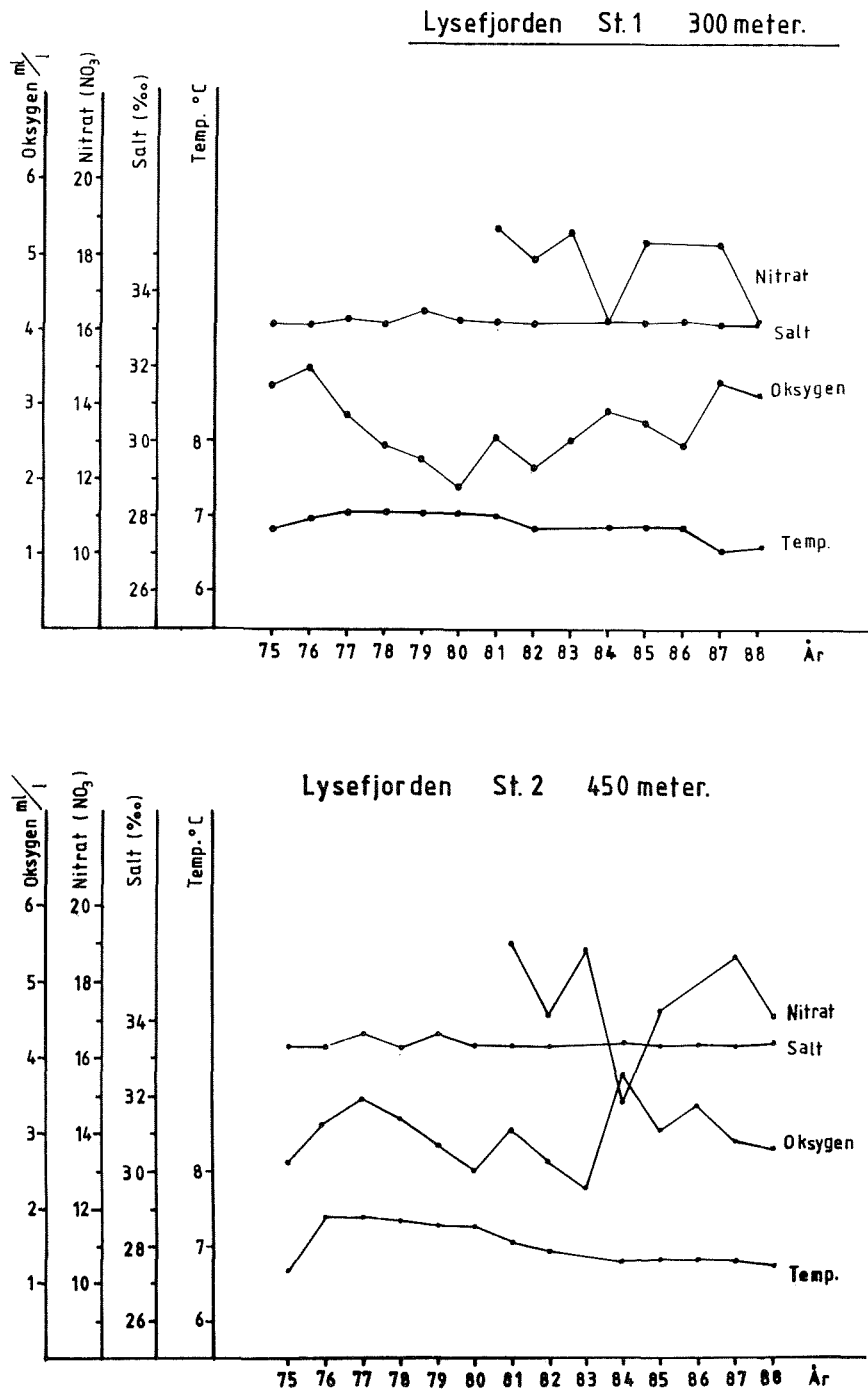 Lysefjorden St.1 300 meter.
Oksygen ml/l
Nitrat (NO3)
Salt (‰)
Temp. °C
6 20
5 18
34
4 16
32
3 14
30 8
2 12
28 7
1 10
26 6
Nitrat
Salt
Oksygen
Temp.
75 76 77 78 79 80 81 82 83 84 85 86 87 88 År
Lysefjorden St.2 450 meter.
Oksygen ml/l
Nitrat (NO3)
Salt (‰)
Temp. °C
6 20
5 18
34
4 16
32
3 14
30 8
2 12
28 7
1 10
26 6
Nitrat
Salt
Oksygen
Temp.
75 76 77 78 79 80 81 82 83 84 85 86 87 88 År